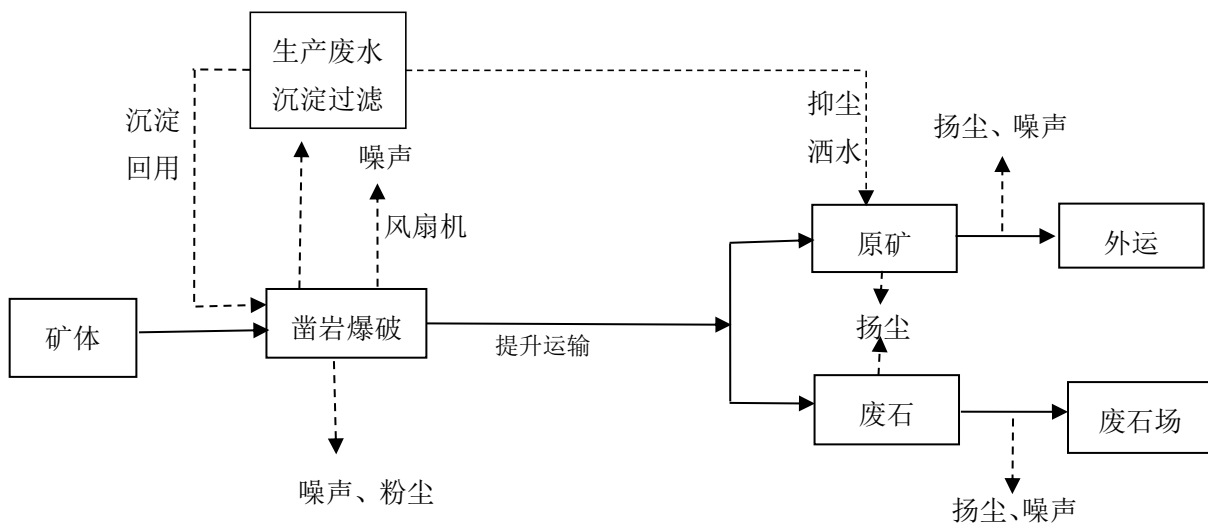 生产废水
沉淀过滤
沉淀
回用
抑尘
洒水
扬尘、噪声
噪声
风扇机
原矿
外运
矿体
凿岩爆破
提升运输
扬尘
废石
废石场
噪声、粉尘
扬尘、噪声